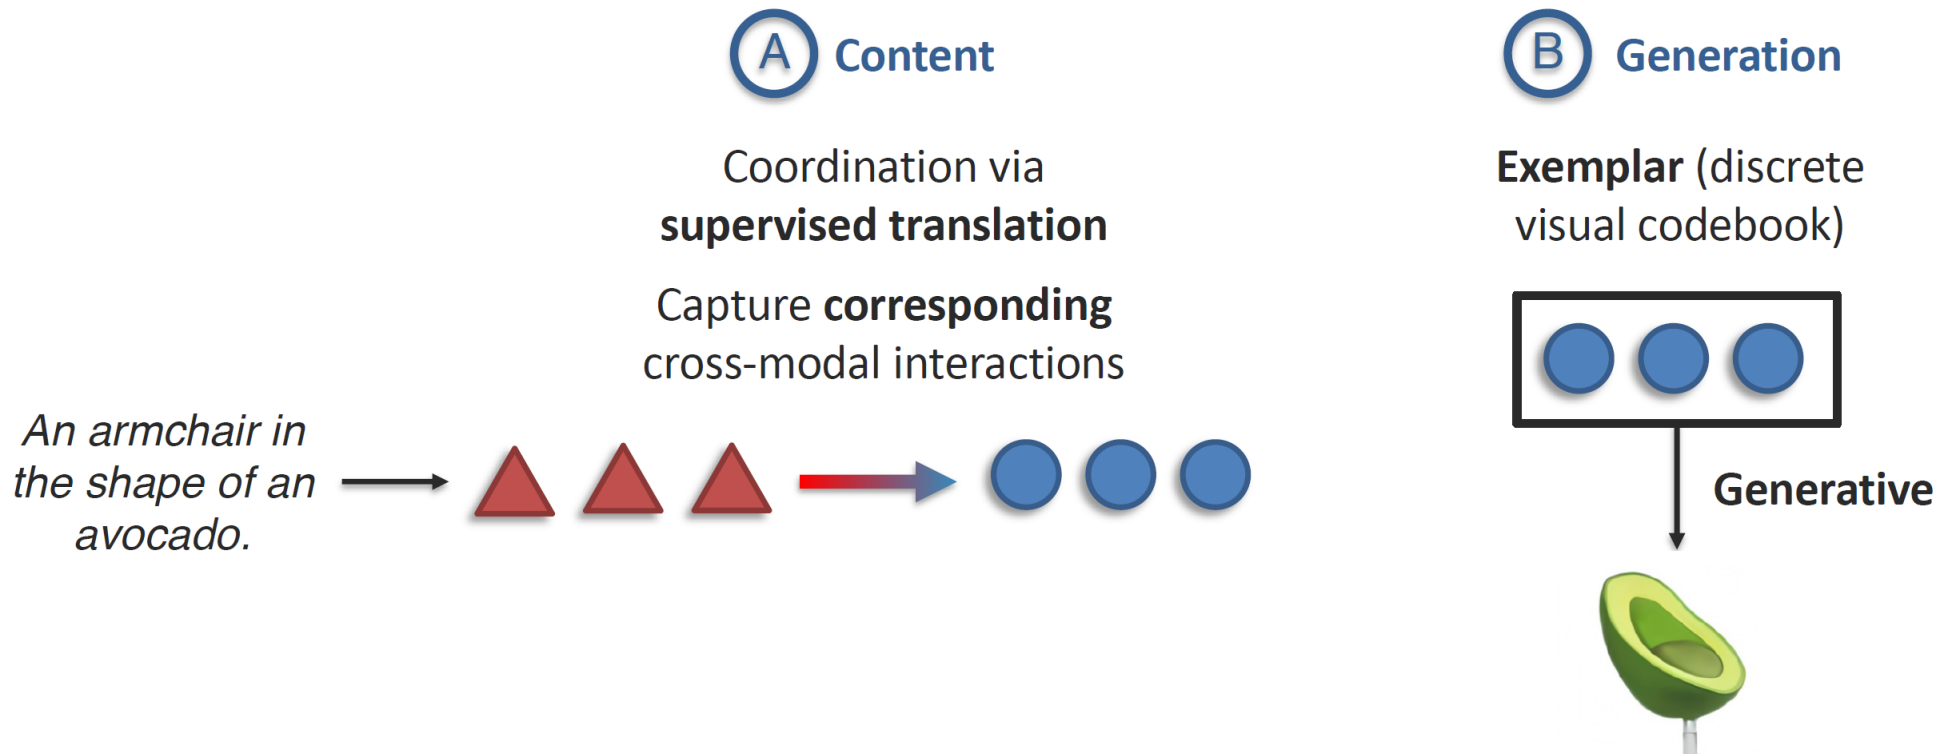 A Content
Coordination via
supervised translation
Capture corresponding
cross-modal interactions
An armchair in
the shape of an
avocado.
B Generation
Exemplar (discrete
visual codebook)
Generative